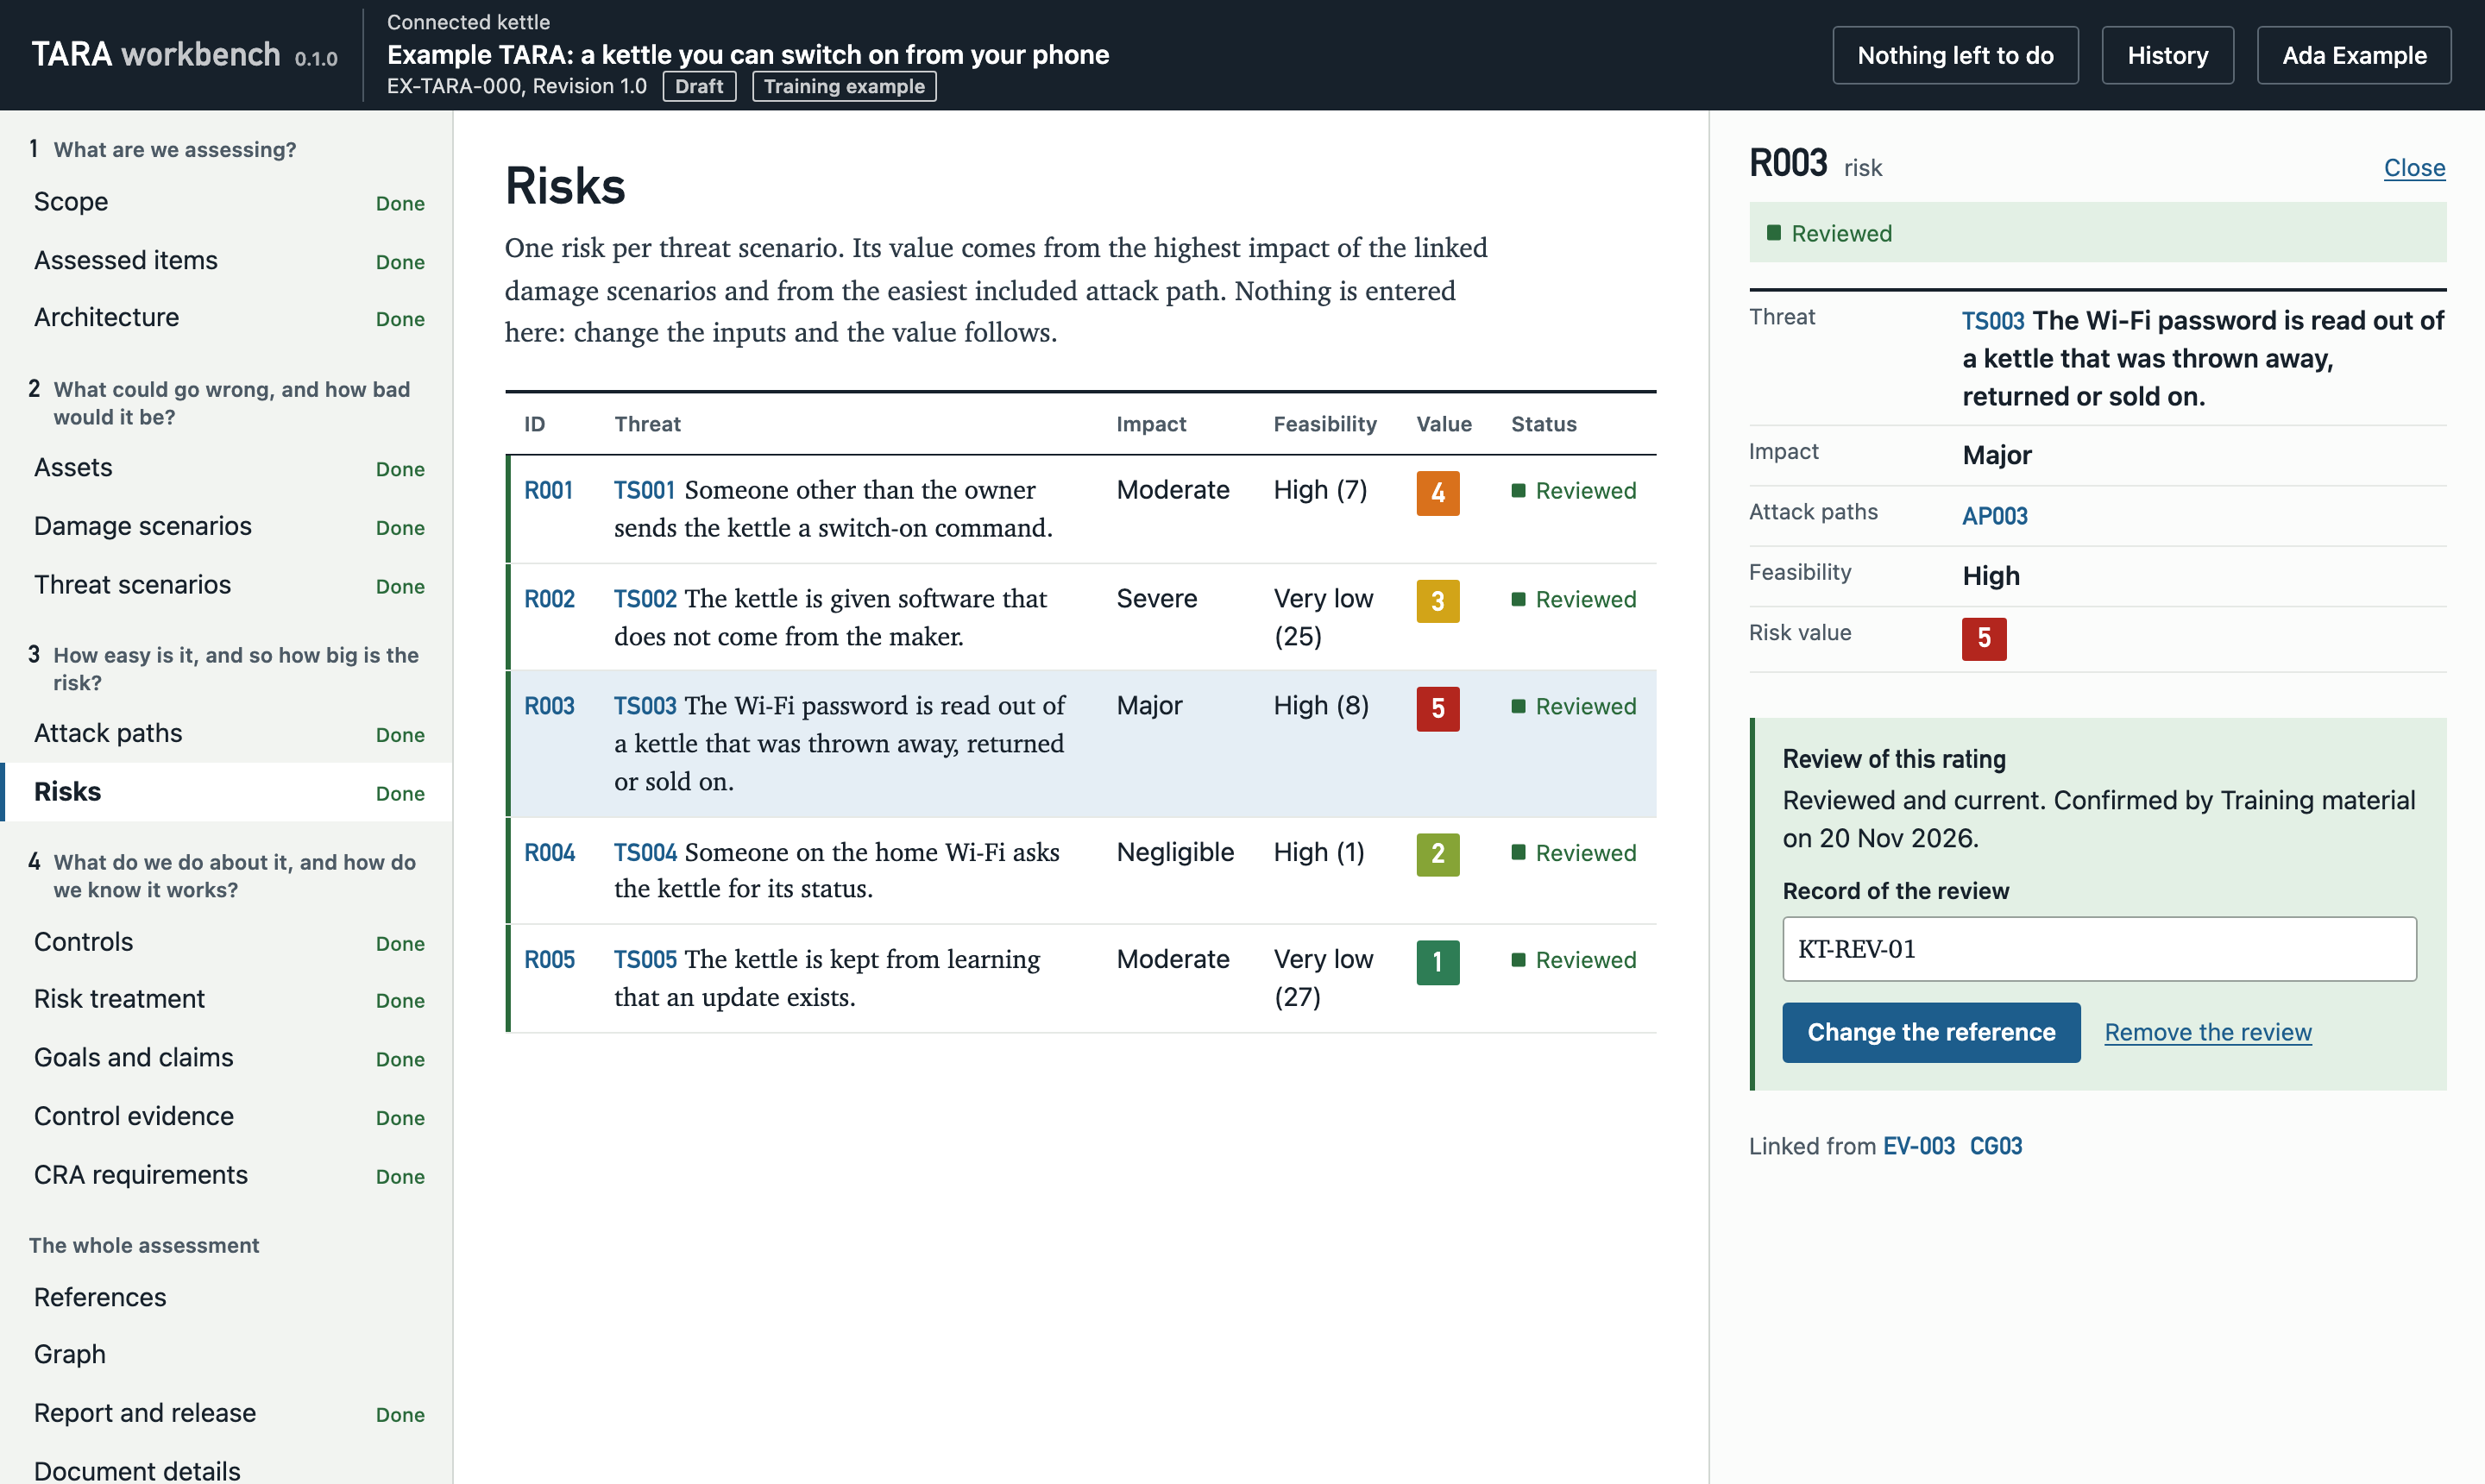 TARA workbench 0.1.0
Connected kettle
Example TARA: a kettle you can switch on from your phone
EX-TARA-000, Revision 1.0 Draft Training example
Nothing left to do
History
Ada Example
1 What are we assessing?
Scope Done
Assessed items Done
Architecture Done
2 What could go wrong, and how bad
would it be?
Assets Done
Damage scenarios Done
Threat scenarios Done
3 How easy is it, and so how big is the
risk?
Attack paths Done
Risks Done
4 What do we do about it, and how do
we know it works?
Controls Done
Risk treatment Done
Goals and claims Done
Control evidence Done
CRA requirements Done
The whole assessment
References
Graph
Report and release Done
Document details
Risks
One risk per threat scenario. Its value comes from the highest impact of the linked
damage scenarios and from the easiest included attack path. Nothing is entered
here: change the inputs and the value follows.
ID Threat Impact Feasibility Value Status
R001 TS001 Someone other than the owner Moderate High (7) 4 Reviewed
sends the kettle a switch-on command.
R002 TS002 The kettle is given software that Severe Very low 3 Reviewed
does not come from the maker. (25)
R003 TS003 The Wi-Fi password is read out of Major High (8) 5 Reviewed
a kettle that was thrown away, returned
or sold on.
R004 TS004 Someone on the home Wi-Fi asks Negligible High (1) 2 Reviewed
the kettle for its status.
R005 TS005 The kettle is kept from learning Moderate Very low 1 Reviewed
that an update exists. (27)
R003 risk Close
Reviewed
Threat TS003 The Wi-Fi password is read out of
a kettle that was thrown away,
returned or sold on.
Impact Major
Attack paths AP003
Feasibility High
Risk value 5
Review of this rating
Reviewed and current. Confirmed by Training material
on 20 Nov 2026.
Record of the review
KT-REV-01
Change the reference Remove the review
Linked from EV-003 CG03